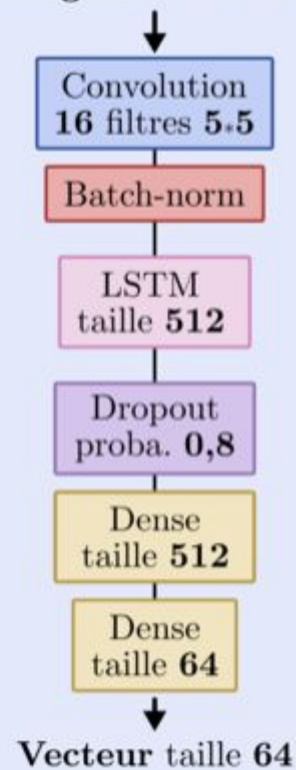 Convolution
16 filtres 5*5
Batch-norm
LSTM
taille 512
Dropout
proba. 0,8
Dense
taille 512
Dense
taille 64
Vecteur taille 64